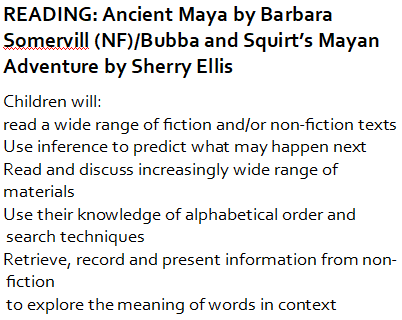 READING: Ancient Maya by Barbara
Somervill (NF)/Bubba and Squirt's Mayan
Adventure by Sherry Ellis
Children will:
read a wide range of fiction and/or non-fiction texts
Use inference to predict what may happen next
Read and discuss increasingly wide range of
materials
Use their knowledge of alphabetical order and
search techniques
Retrieve, record and present information from non-
fiction
to explore the meaning of words in context